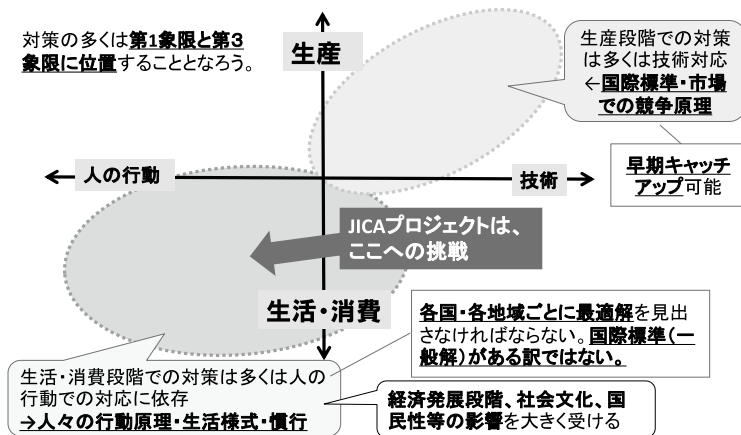 対策の多くは第1象限と第3
象限に位置することとなろう。
生産
生産段階での対策
は多くは技術対応
←国際標準・市場
での競争原理
早期キャッチ
アップ可能
人の行動
技術
JICAプロジェクトは、
ここへの挑戦
生活・消費
各国・各地域ごとに最適解を見出
さなければならない。国際標準(一
般解)がある訳ではない。
生活・消費段階での対策は多くは人の
行動での対応に依存
→人々の行動原理・生活様式・慣行
経済発展段階、社会文化、国
民性等の影響を大きく受ける